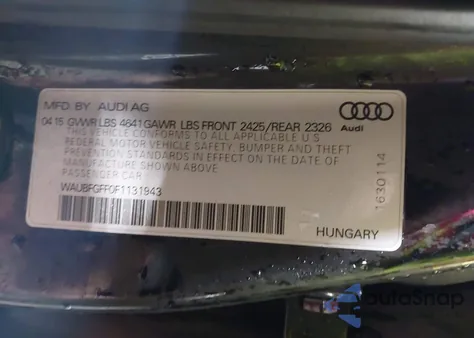 MFD BY AUDI AG
04 15 GVWR LBS 4641 GAWR LBS FRONT 2425/REAR 2326
Audi
THIS VEHICLE CONFORMS TO ALL APPLICABLE U S
FEDERAL MOTOR VEHICLE SAFETY, BUMPER AND THEFT
PREVENTION STANDARDS IN EFFECT ON THE DATE OF
MANUFACTURE SHOWN ABOVE
PASSENGER CAR
WAUBFGFF0F1131943
1630114
HUNGARY
autoSnap